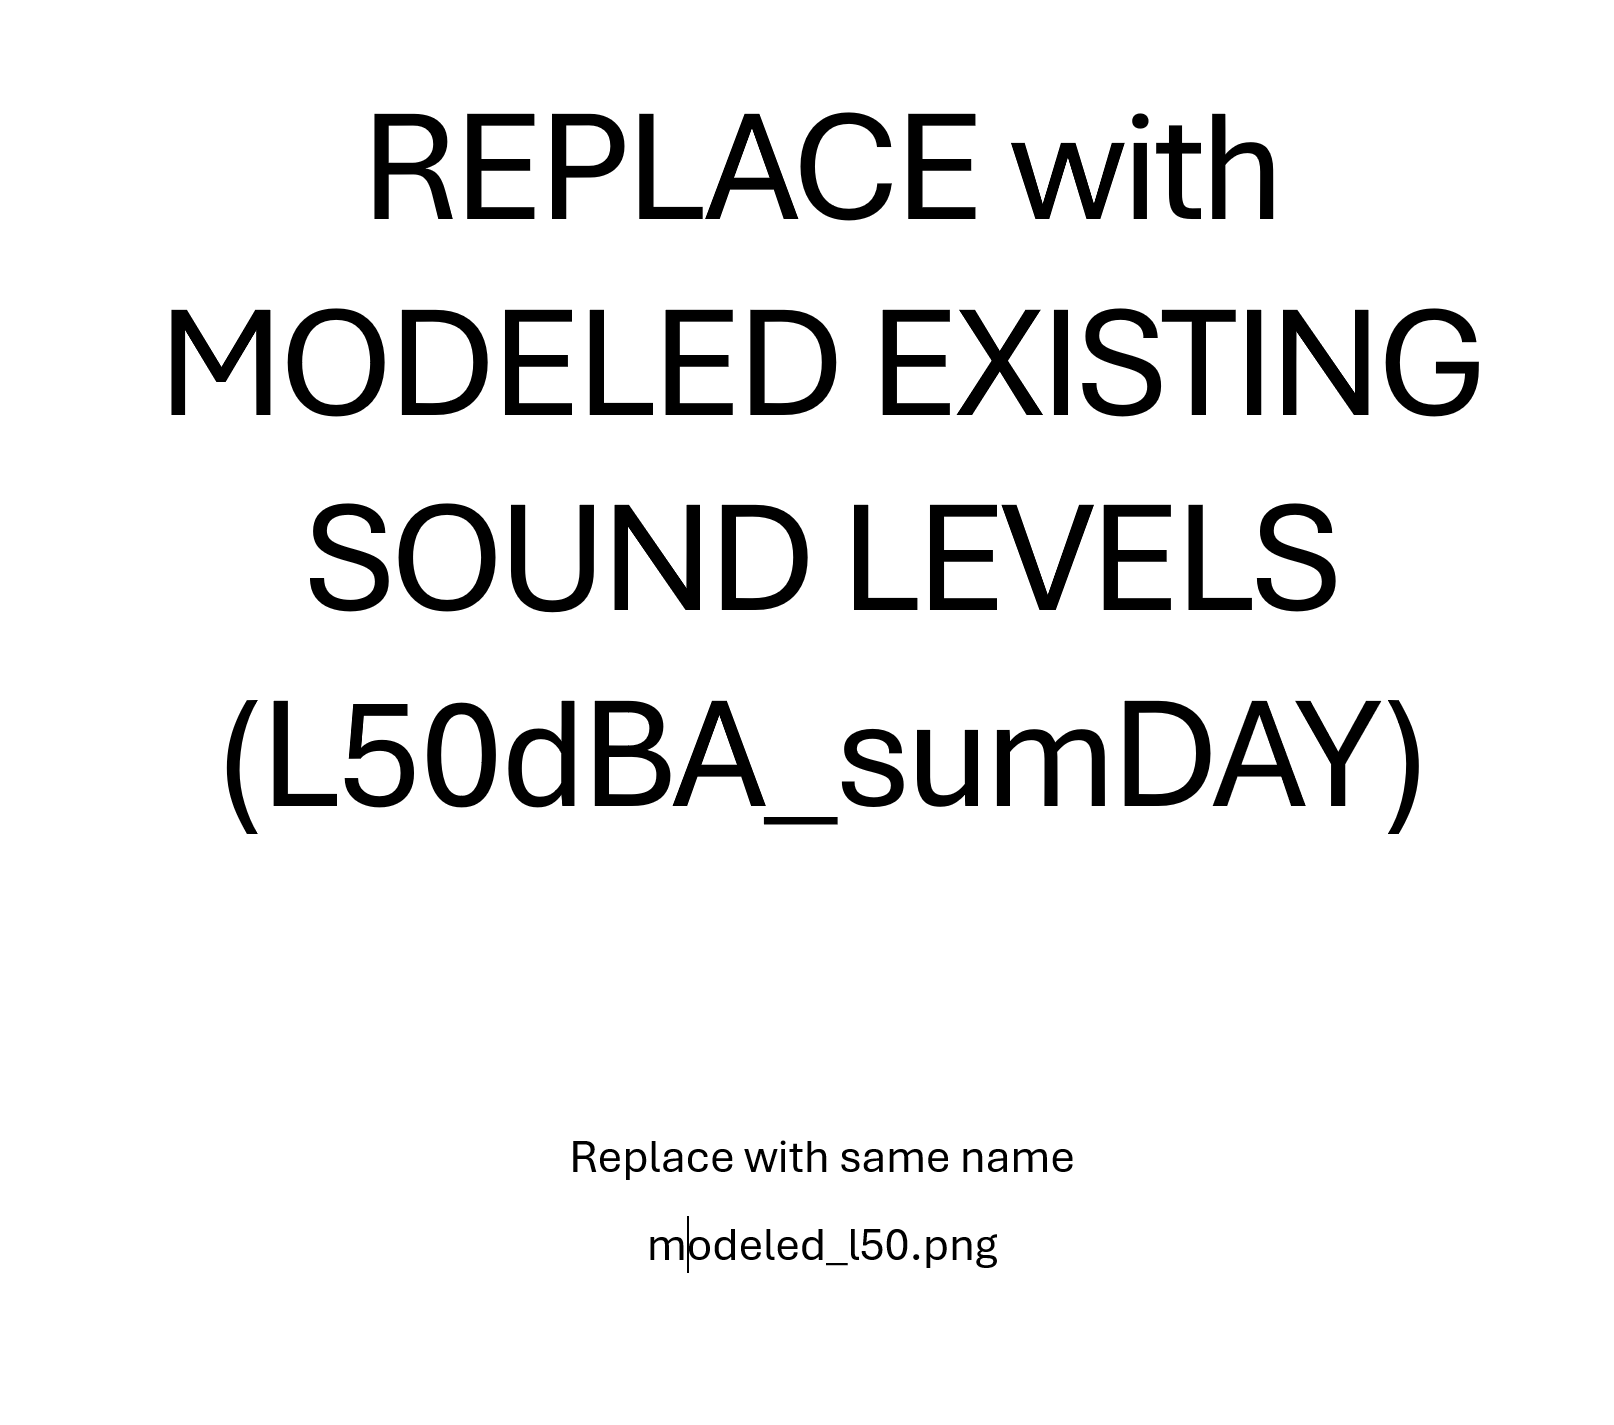 REPLACE with
MODELED EXISTING
SOUND LEVELS
(L50dBA_sumDAY)
Replace with same name
modeled_l50.png